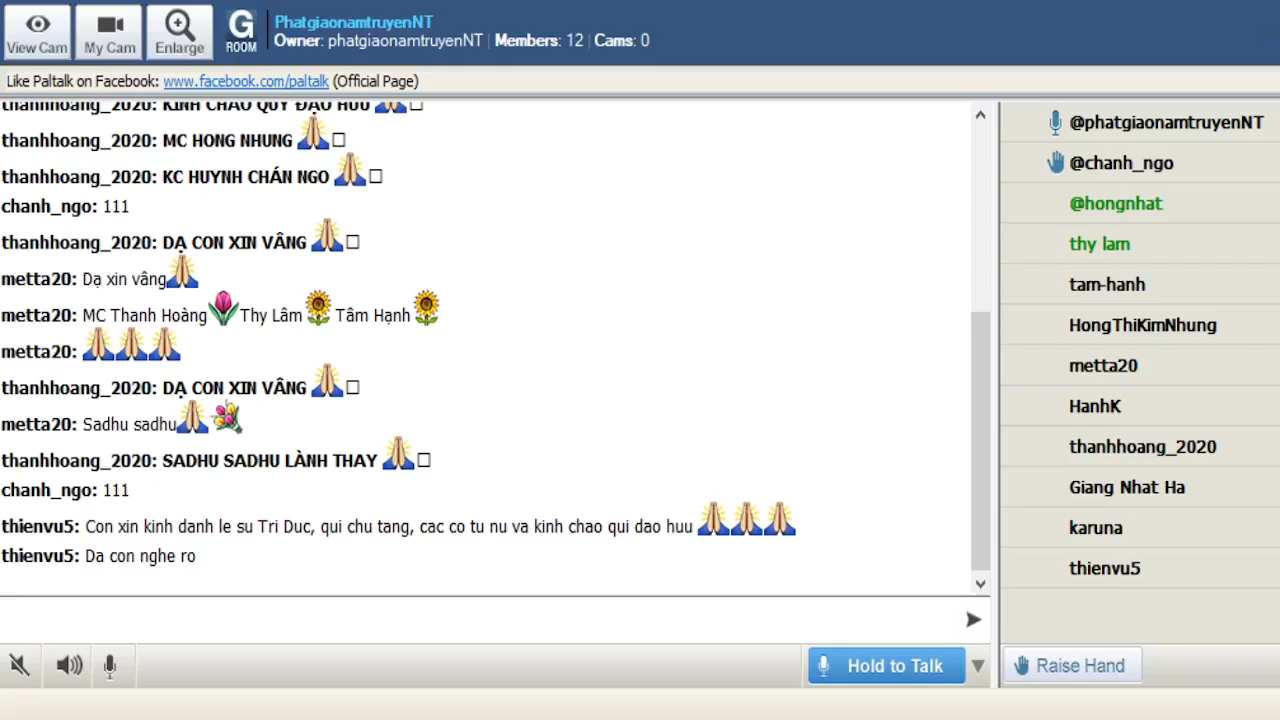 View Cam
My Cam
Enlarge
G
ROOM
PhatgiaonamtruyenNT
Owner: phatgiaonamtruyenNT | Members: 12 | Cams: 0
Like Paltalk on Facebook: www.facebook.com/paltalk (Official Page)
thanhhoang_2020: KÍNH CHÀO QUÝ ĐẠO HỮU 🙏□
thanhhoang_2020: MC HONG NHUNG 🙏□
thanhhoang_2020: KC HUYNH CHÁN NGO 🙏□
chanh_ngo: 111
thanhhoang_2020: DẠ CON XIN VÂNG 🙏□
metta20: Dạ xin vâng🙏
metta20: MC Thanh Hoàng🌷Thy Lâm🌻Tâm Hạnh🌻
metta20: 🙏🙏🙏
thanhhoang_2020: DẠ CON XIN VÂNG 🙏□
metta20: Sadhu sadhu🙏💐
thanhhoang_2020: SADHU SADHU LÀNH THAY 🙏□
chanh_ngo: 111
thienvu5: Con xin kinh danh le su Tri Duc, qui chu tang, cac co tu nu va kinh chao qui dao huu 🙏🙏🙏
thienvu5: Da con nghe ro
@phatgiaonamtruyenNT
@chanh_ngo
@hongnhat
thy lam
tam-hanh
HongThiKimNhung
metta20
HanhK
thanhhoang_2020
Giang Nhat Ha
karuna
thienvu5
Hold to Talk
Raise Hand